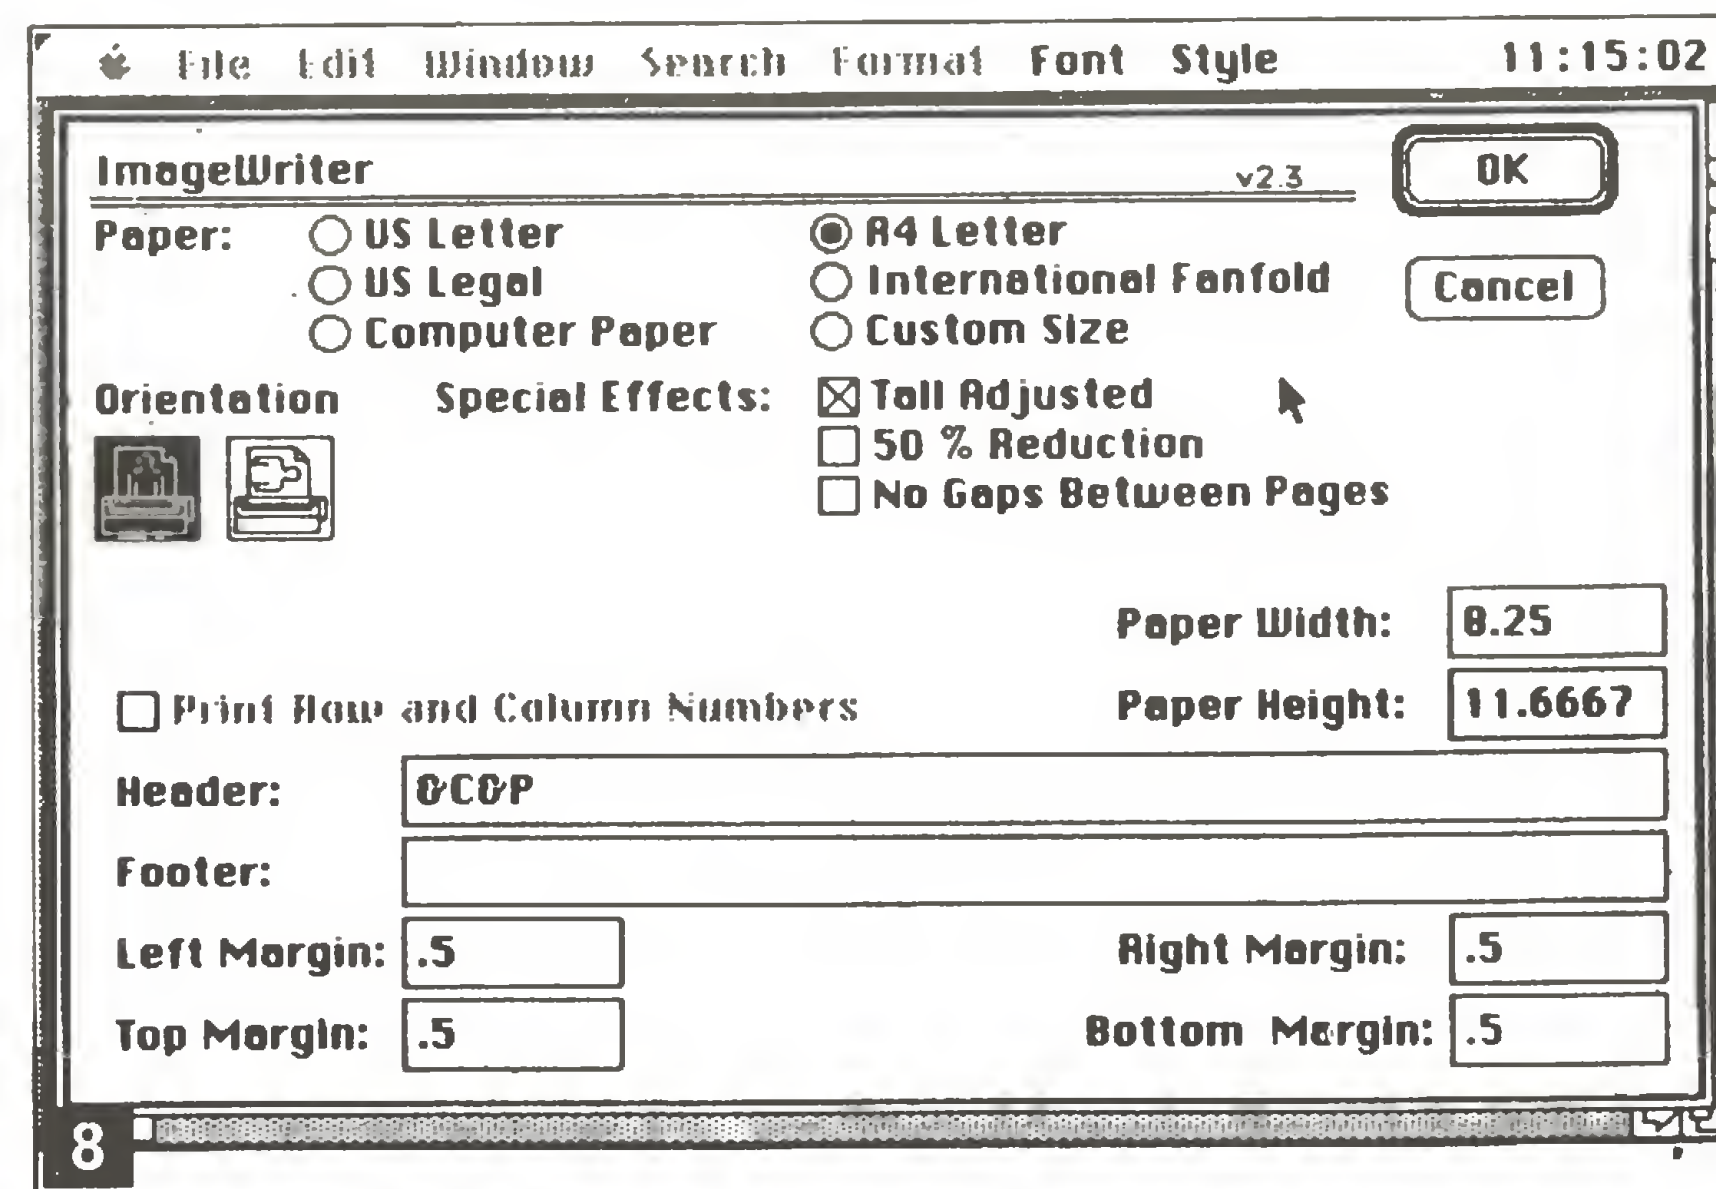 File Edit Window Search Format Font Style 11:15:02
ImageWriter v2.3 OK
Paper: US Letter A4 Letter
US Legal International Fanfold Cancel
Computer Paper Custom Size
Orientation Special Effects: Tall Adjusted
50 % Reduction
No Gaps Between Pages
Paper Width: 8.25
Print Row and Column Numbers Paper Height: 11.6667
Header: &C&P
Footer:
Left Margin: .5 Right Margin: .5
Top Margin: .5 Bottom Margin: .5
8